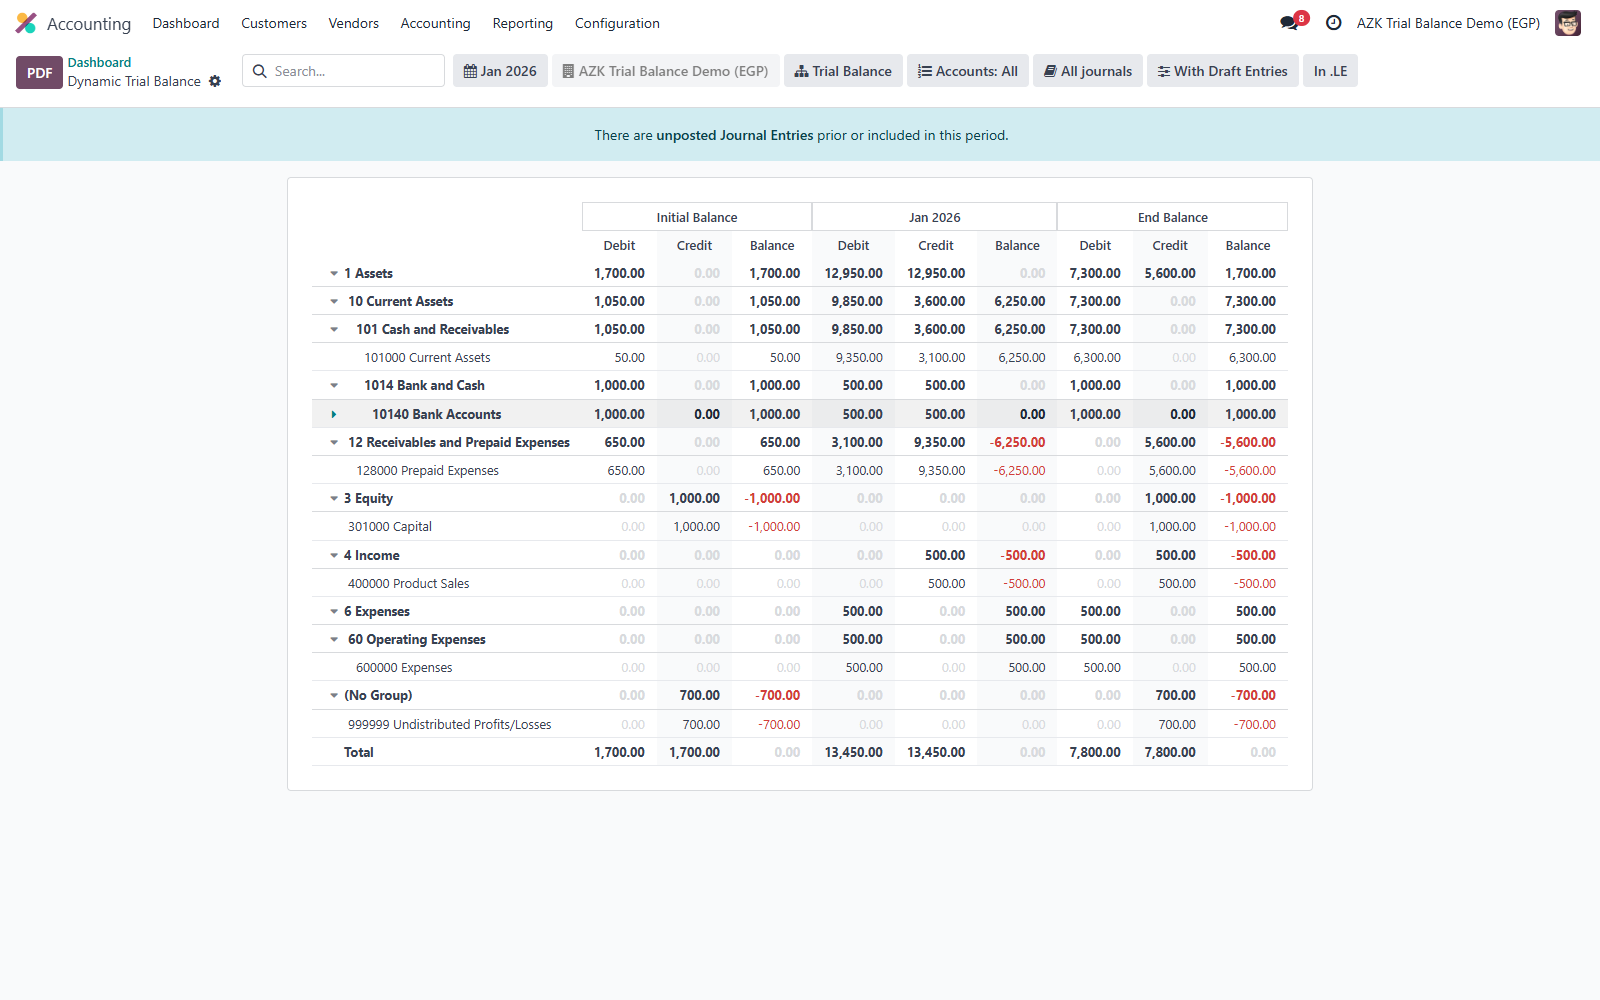 Accounting Dashboard Customers Vendors Accounting Reporting Configuration 8 AZK Trial Balance Demo (EGP)
PDF Dashboard
Dynamic Trial Balance
Search... Jan 2026 AZK Trial Balance Demo (EGP) Trial Balance Accounts: All All journals With Draft Entries In .LE
There are unposted Journal Entries prior or included in this period.
Initial Balance Jan 2026 End Balance
Debit Credit Balance Debit Credit Balance Debit Credit Balance
1 Assets 1,700.00 0.00 1,700.00 12,950.00 12,950.00 0.00 7,300.00 5,600.00 1,700.00
10 Current Assets 1,050.00 0.00 1,050.00 9,850.00 3,600.00 6,250.00 7,300.00 0.00 7,300.00
101 Cash and Receivables 1,050.00 0.00 1,050.00 9,850.00 3,600.00 6,250.00 7,300.00 0.00 7,300.00
101000 Current Assets 50.00 0.00 50.00 9,350.00 3,100.00 6,250.00 6,300.00 0.00 6,300.00
1014 Bank and Cash 1,000.00 0.00 1,000.00 500.00 500.00 0.00 1,000.00 0.00 1,000.00
10140 Bank Accounts 1,000.00 0.00 1,000.00 500.00 500.00 0.00 1,000.00 0.00 1,000.00
12 Receivables and Prepaid Expenses 650.00 0.00 650.00 3,100.00 9,350.00 -6,250.00 0.00 5,600.00 -5,600.00
128000 Prepaid Expenses 650.00 0.00 650.00 3,100.00 9,350.00 -6,250.00 0.00 5,600.00 -5,600.00
3 Equity 0.00 1,000.00 -1,000.00 0.00 0.00 0.00 0.00 1,000.00 -1,000.00
301000 Capital 0.00 1,000.00 -1,000.00 0.00 0.00 0.00 0.00 1,000.00 -1,000.00
4 Income 0.00 0.00 0.00 0.00 500.00 -500.00 0.00 500.00 -500.00
400000 Product Sales 0.00 0.00 0.00 0.00 500.00 -500.00 0.00 500.00 -500.00
6 Expenses 0.00 0.00 0.00 500.00 0.00 500.00 500.00 0.00 500.00
60 Operating Expenses 0.00 0.00 0.00 500.00 0.00 500.00 500.00 0.00 500.00
600000 Expenses 0.00 0.00 0.00 500.00 0.00 500.00 500.00 0.00 500.00
(No Group) 0.00 700.00 -700.00 0.00 0.00 0.00 0.00 700.00 -700.00
999999 Undistributed Profits/Losses 0.00 700.00 -700.00 0.00 0.00 0.00 0.00 700.00 -700.00
Total 1,700.00 1,700.00 0.00 13,450.00 13,450.00 0.00 7,800.00 7,800.00 0.00